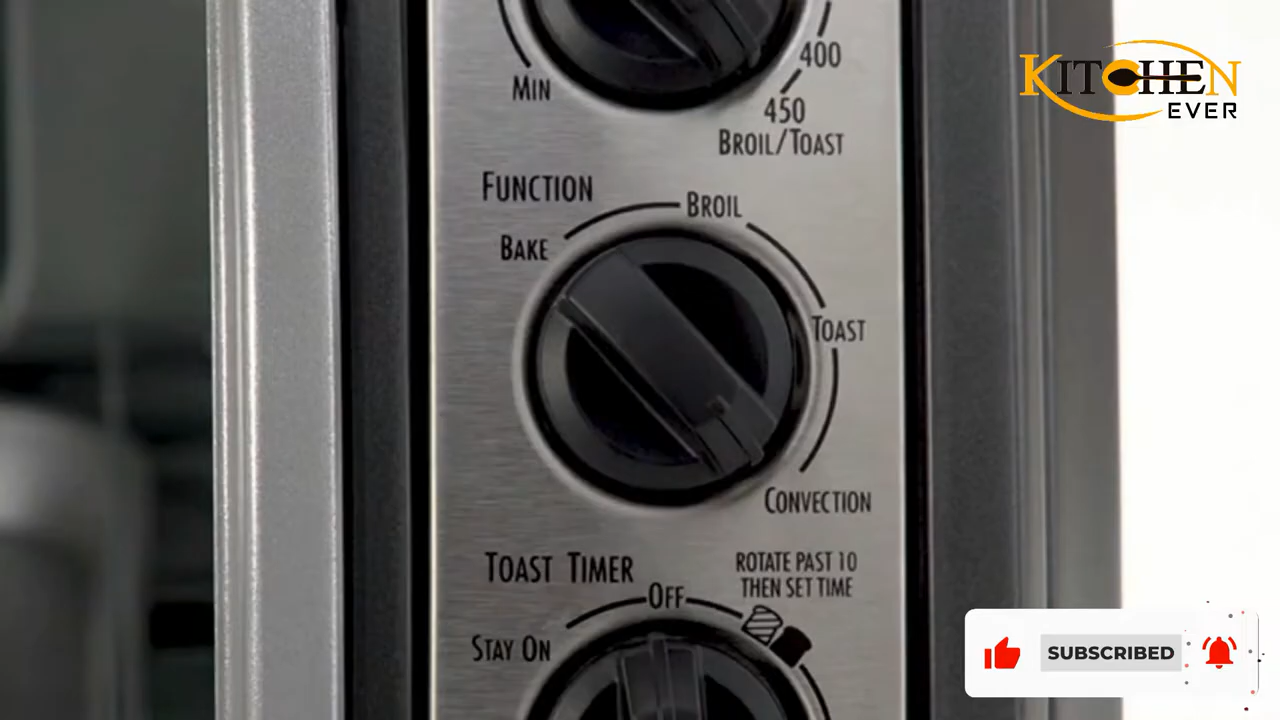 400
MIN
450
BROIL/TOAST
KITCHEN
EVER
FUNCTION
BROIL
BAKE
TOAST
CONVECTION
TOAST TIMER
ROTATE PAST 10
THEN SET TIME
OFF
STAY ON
SUBSCRIBED